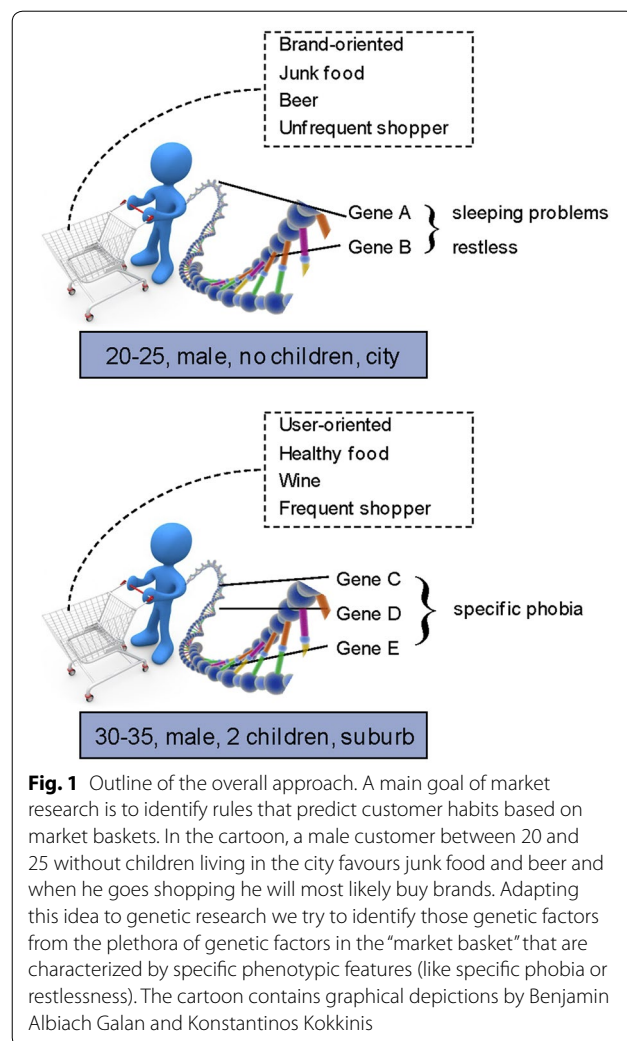 Brand-oriented
Junk food
Beer
Unfrequent shopper
Gene A
sleeping problems
Gene B
restless
20-25, male, no children, city
User-oriented
Healthy food
Wine
Frequent shopper
Gene C
Gene D
specific phobia
Gene E
30-35, male, 2 children, suburb
Fig. 1 Outline of the overall approach. A main goal of market
research is to identify rules that predict customer habits based on
market baskets. In the cartoon, a male customer between 20 and
25 without children living in the city favours junk food and beer and
when he goes shopping he will most likely buy brands. Adapting
this idea to genetic research we try to identify those genetic factors
from the plethora of genetic factors in the “market basket” that are
characterized by specific phenotypic features (like specific phobia or
restlessness). The cartoon contains graphical depictions by Benjamin
Albiach Galan and Konstantinos Kokkinis